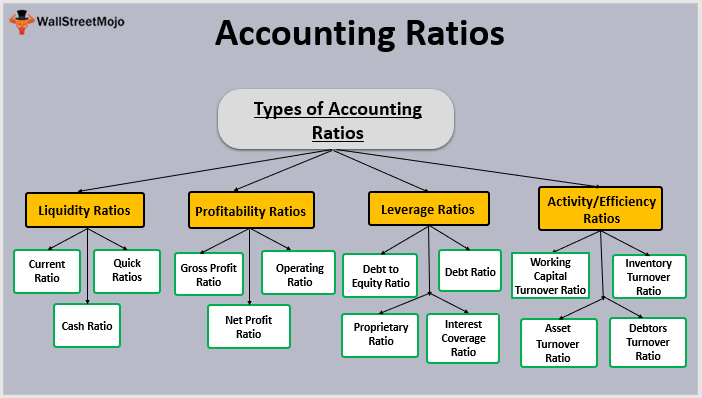 WallStreetMojo
Accounting Ratios
Types of Accounting
Ratios
Liquidity Ratios
Current
Ratio
Quick
Ratios
Cash Ratio
Profitability Ratios
Gross Profit
Ratio
Operating
Ratio
Net Profit
Ratio
Leverage Ratios
Debt to
Equity Ratio
Debt Ratio
Proprietary
Ratio
Interest
Coverage
Ratio
Activity/Efficiency
Ratios
Working
Capital
Turnover Ratio
Inventory
Turnover
Ratio
Asset
Turnover
Ratio
Debtors
Turnover
Ratio